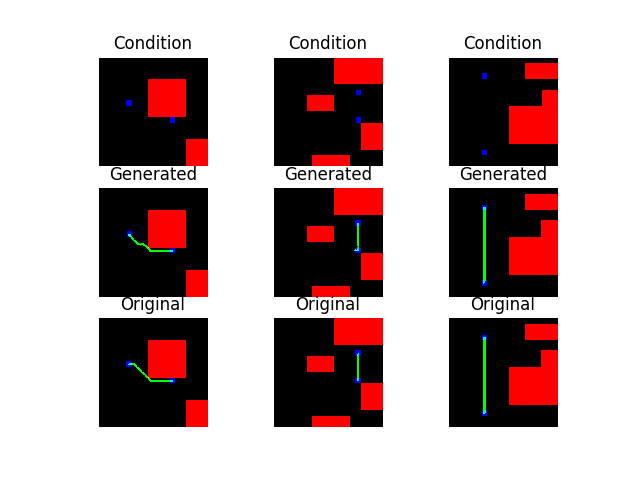 Condition Condition Condition
Generated Generated Generated
Original Original Original